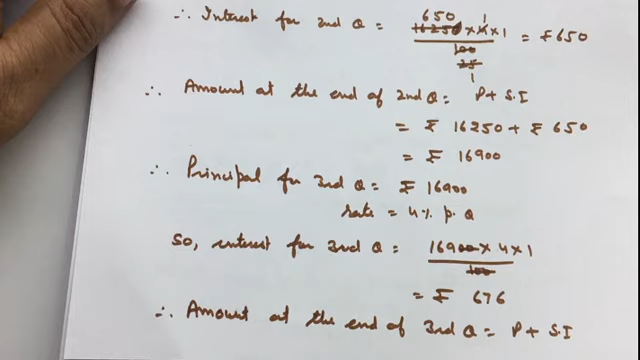 ∴ Interest for 2nd Q = 650 1
16250 × 4 × 1 / 100 = ₹ 650
25
1
∴ Amount at the end of 2nd Q = P + S.I
= ₹ 16250 + ₹ 650
= ₹ 16900
∴ Principal for 3rd Q = ₹ 16900
rate = 4% p. Q
So, interest for 3rd Q = 16900 × 4 × 1 / 100
= ₹ 676
∴ Amount at the end of 3rd Q = P + S.I